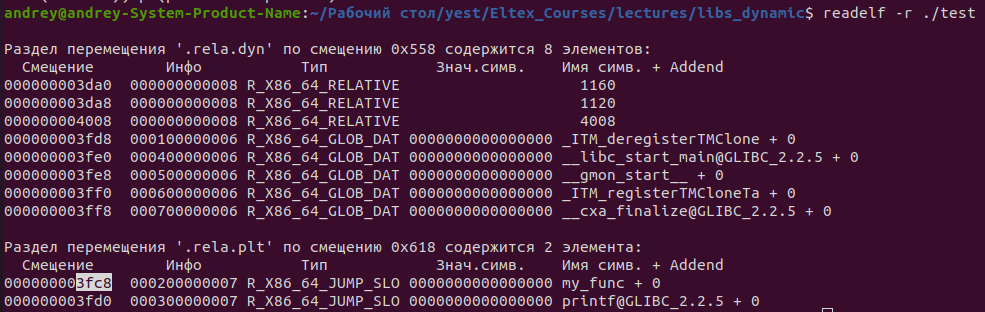 andrey@andrey-System-Product-Name:~/Рабочий стол/yest/Eltex_Courses/lectures/libs_dynamic$ readelf -r ./test
Раздел перемещения '.rela.dyn' по смещению 0x558 содержится 8 элементов:
Смещение Инфо Тип Знач.симв. Имя симв. + Addend
000000003da0 000000000008 R_X86_64_RELATIVE 1160
000000003da8 000000000008 R_X86_64_RELATIVE 1120
000000004008 000000000008 R_X86_64_RELATIVE 4008
000000003fd8 000100000006 R_X86_64_GLOB_DAT 0000000000000000 _ITM_deregisterTMClone + 0
000000003fe0 000400000006 R_X86_64_GLOB_DAT 0000000000000000 __libc_start_main@GLIBC_2.2.5 + 0
000000003fe8 000500000006 R_X86_64_GLOB_DAT 0000000000000000 __gmon_start__ + 0
000000003ff0 000600000006 R_X86_64_GLOB_DAT 0000000000000000 _ITM_registerTMCloneTa + 0
000000003ff8 000700000006 R_X86_64_GLOB_DAT 0000000000000000 __cxa_finalize@GLIBC_2.2.5 + 0
Раздел перемещения '.rela.plt' по смещению 0x618 содержится 2 элемента:
Смещение Инфо Тип Знач.симв. Имя симв. + Addend
000000003fc8 000200000007 R_X86_64_JUMP_SLO 0000000000000000 my_func + 0
000000003fd0 000300000007 R_X86_64_JUMP_SLO 0000000000000000 printf@GLIBC_2.2.5 + 0